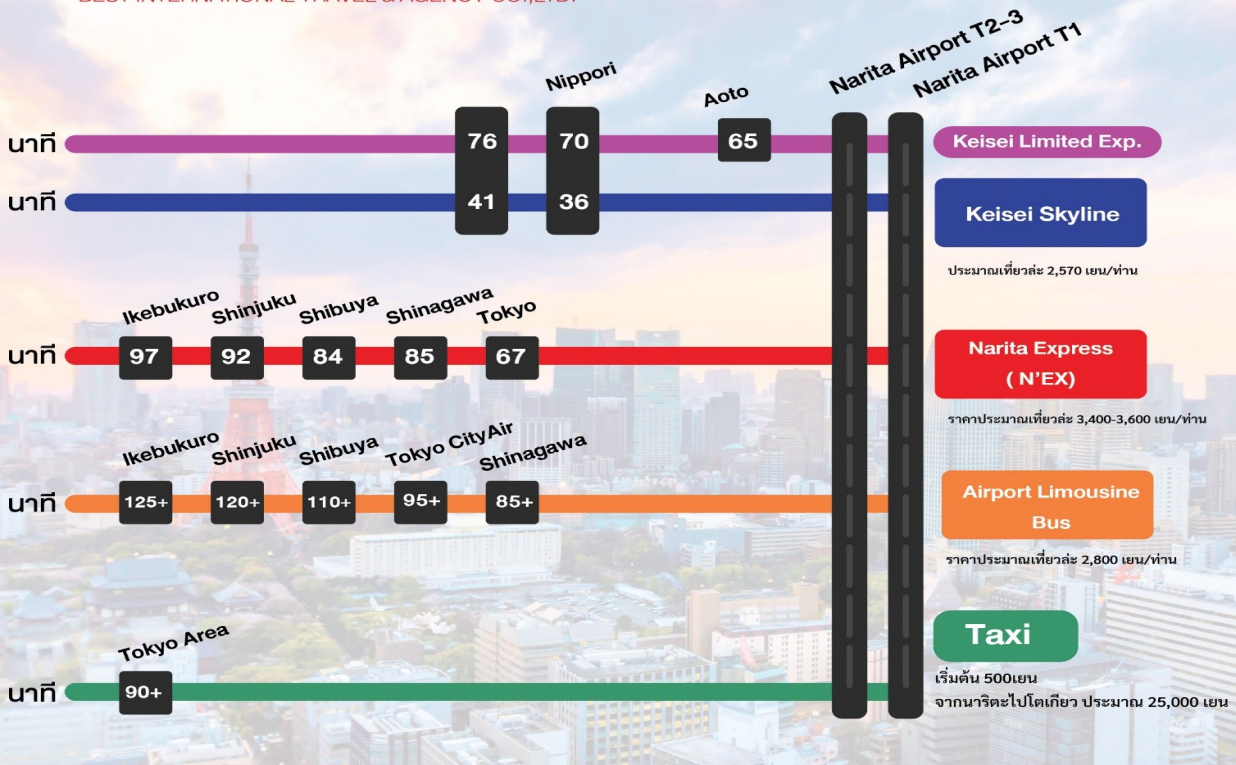 BEST INTERNATIONAL TRAVEL & AGENCY CO.,LTD.
Narita Airport T2-3
Narita Airport T1
Nippori
Aoto
นาที
76
70
65
Keisei Limited Exp.
นาที
41
36
Keisei Skyline
ประมาณเที่ยวล่ะ 2,570 เยน/ท่าน
Ikebukuro
Shinjuku
Shibuya
Shinagawa
Tokyo
นาที
97
92
84
85
67
Narita Express
( N'EX)
ราคาประมาณเที่ยวล่ะ 3,400-3,600 เยน/ท่าน
Ikebukuro
Shinjuku
Shibuya
Tokyo CityAir
Shinagawa
นาที
125+
120+
110+
95+
85+
Airport Limousine
Bus
ราคาประมาณเที่ยวล่ะ 2,800 เยน/ท่าน
Tokyo Area
นาที
90+
Taxi
เริ่มต้น 500เยน
จากนาริตะไปโตเกียว ประมาณ 25,000 เยน